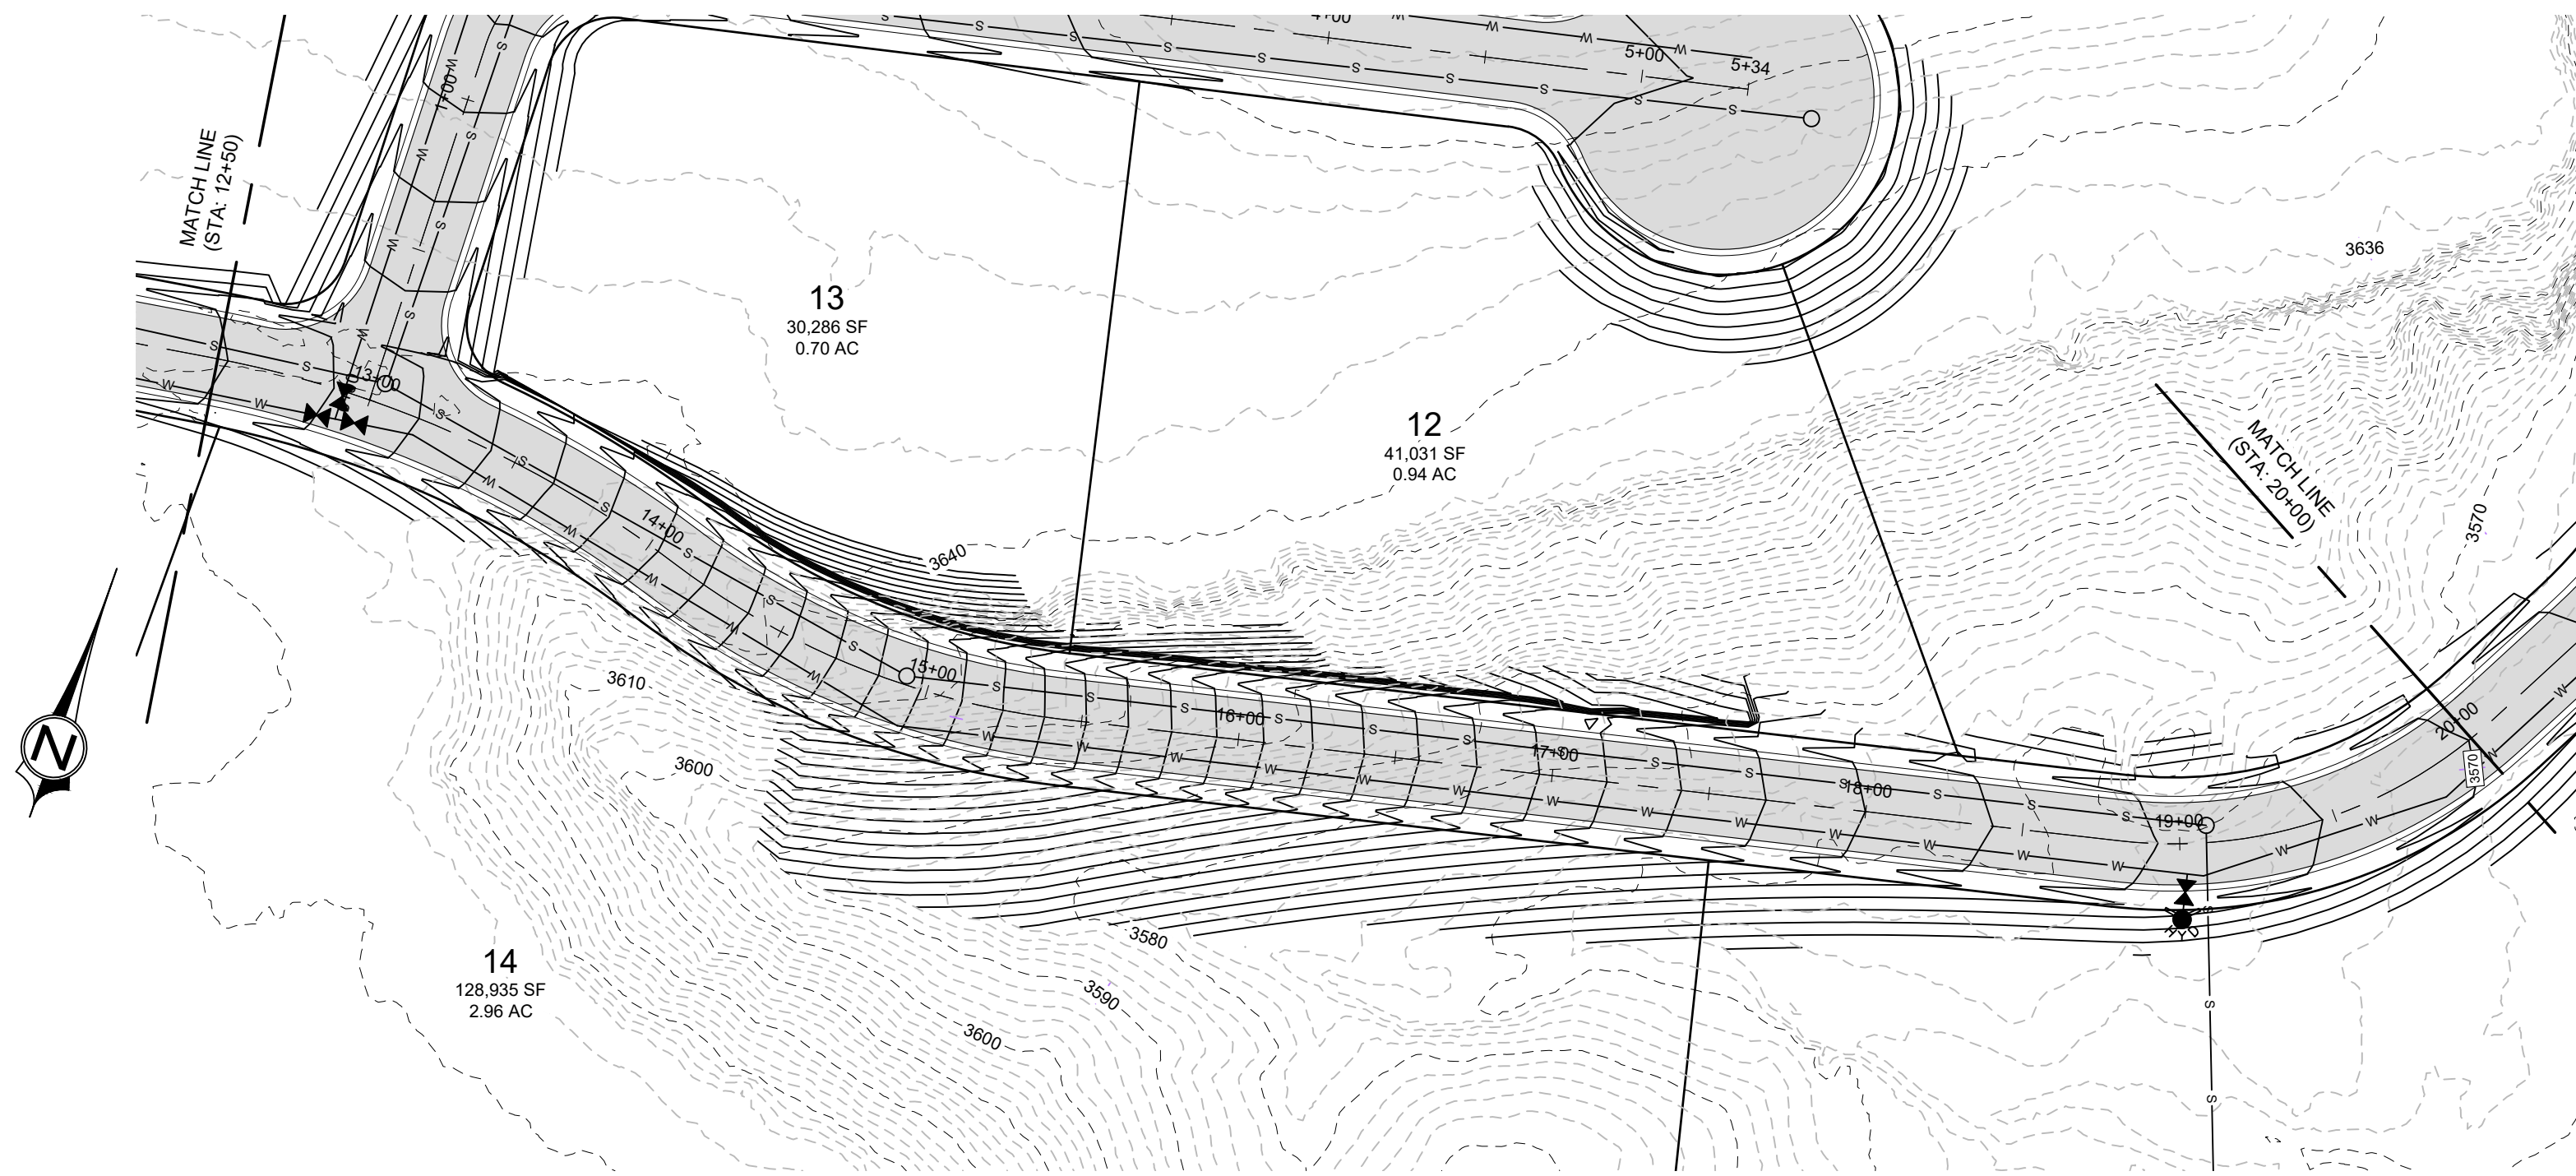 4+00
5+00
5+34
1+00
MATCH LINE
(STA: 12+50)
3636
13
30,286 SF
0.70 AC
13+00
12
41,031 SF
0.94 AC
MATCH LINE
(STA: 20+00)
3570
14+00
3640
15+00
3610
16+00
3600
17+00
18+00
20+00
3570
19+00
N
HYD
3580
14
128,935 SF
2.96 AC
3590
3600
S
W